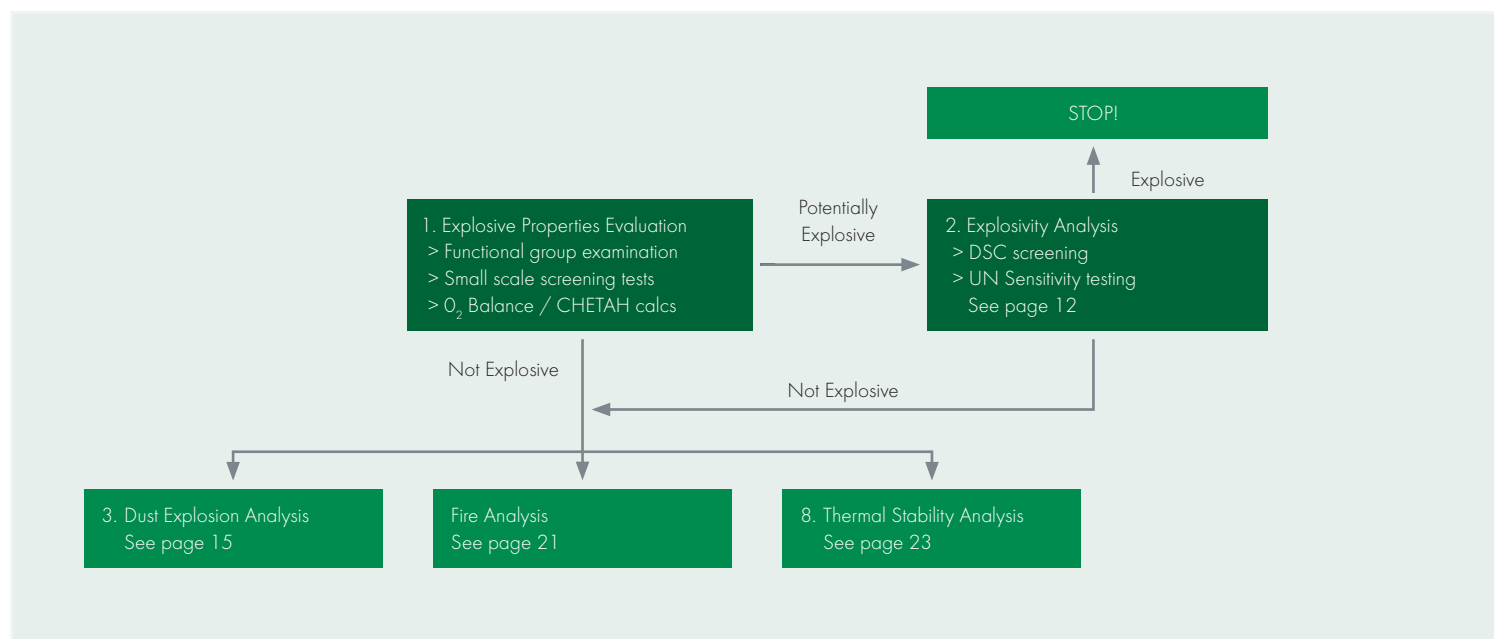 STOP!
Explosive
Potentially
Explosive
1. Explosive Properties Evaluation
> Functional group examination
> Small scale screening tests
> 0₂ Balance / CHETAH calcs
2. Explosivity Analysis
> DSC screening
> UN Sensitivity testing
See page 12
Not Explosive
Not Explosive
3. Dust Explosion Analysis
See page 15
Fire Analysis
See page 21
8. Thermal Stability Analysis
See page 23